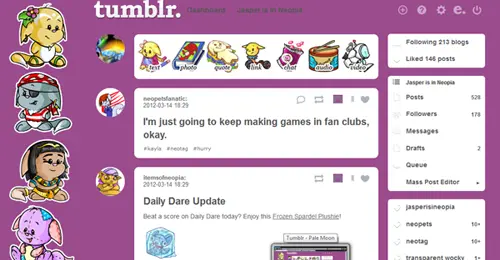 tumblr.
Dashboard
Jasper is in Neopia
text
photo
quote
link
chat
audio
video
neopetsfanatic:
2012-03-14 18:29
I'm just going to keep making games in fan clubs, okay.
#kayla #neotag #hurry
itemsofneopia:
2012-03-14 18:29
Daily Dare Update
Beat a score on Daily Dare today? Enjoy this Frozen Spardel Plushie!
Tumblr - Pale Moon
Following 213 blogs
Liked 146 posts
Jasper is in Neopia
Posts 528
Followers 178
Messages
Drafts 2
Queue
Mass Post Editor
jasperisinneopia
neopets 10+
neotag 1+
transparent wocky 1+